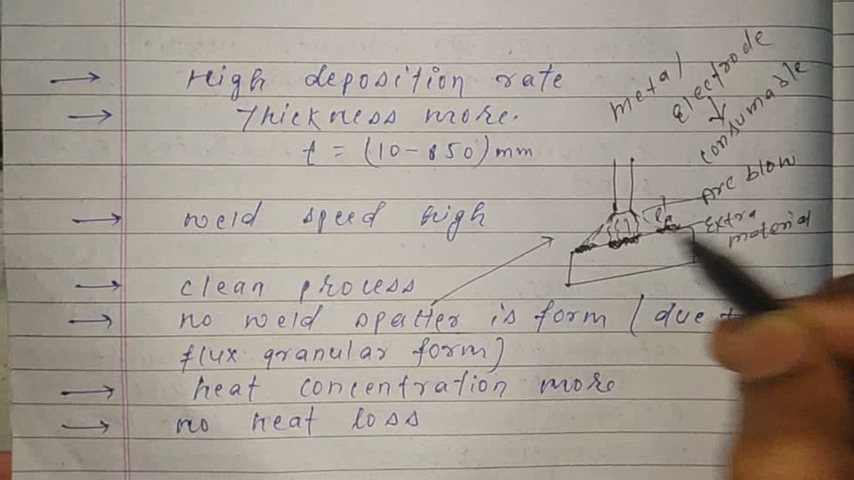 High deposition rate
Thickness more.
t = (10-150) mm
weld speed high
clean process
no weld spatter is form (due
flux granular form)
heat concentration more
no heat loss
metal
Electrode
consumable
Arc blow
Extra
material